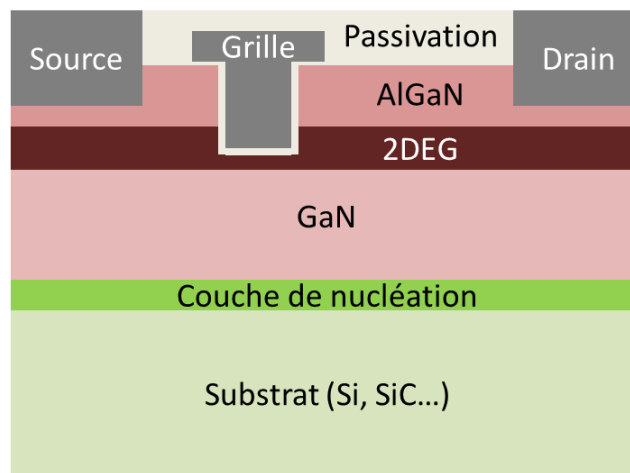 Source
Grille
Passivation
Drain
AlGaN
2DEG
GaN
Couche de nucléation
Substrat (Si, SiC...)